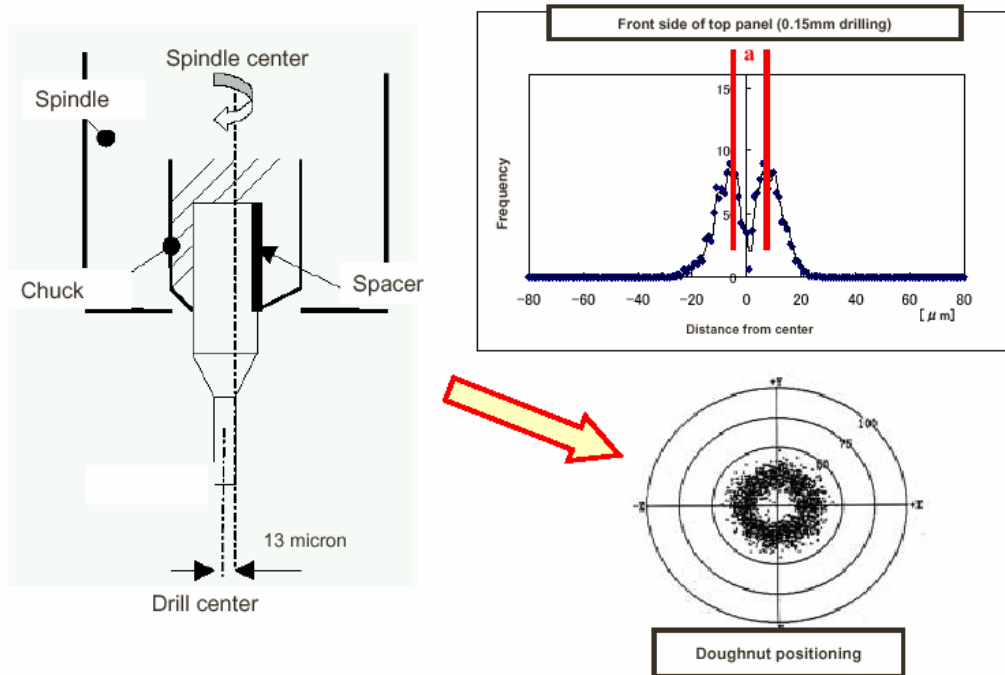 Spindle center
Spindle
Chuck
Spacer
13 micron
Drill center
Front side of top panel (0.15mm drilling)
a
15
10
5
0
Frequency
−80 −60 −40 −20 0 20 40 60 80
[ μ m]
Distance from center
+Y
100
75
50
-X
+X
Doughnut positioning